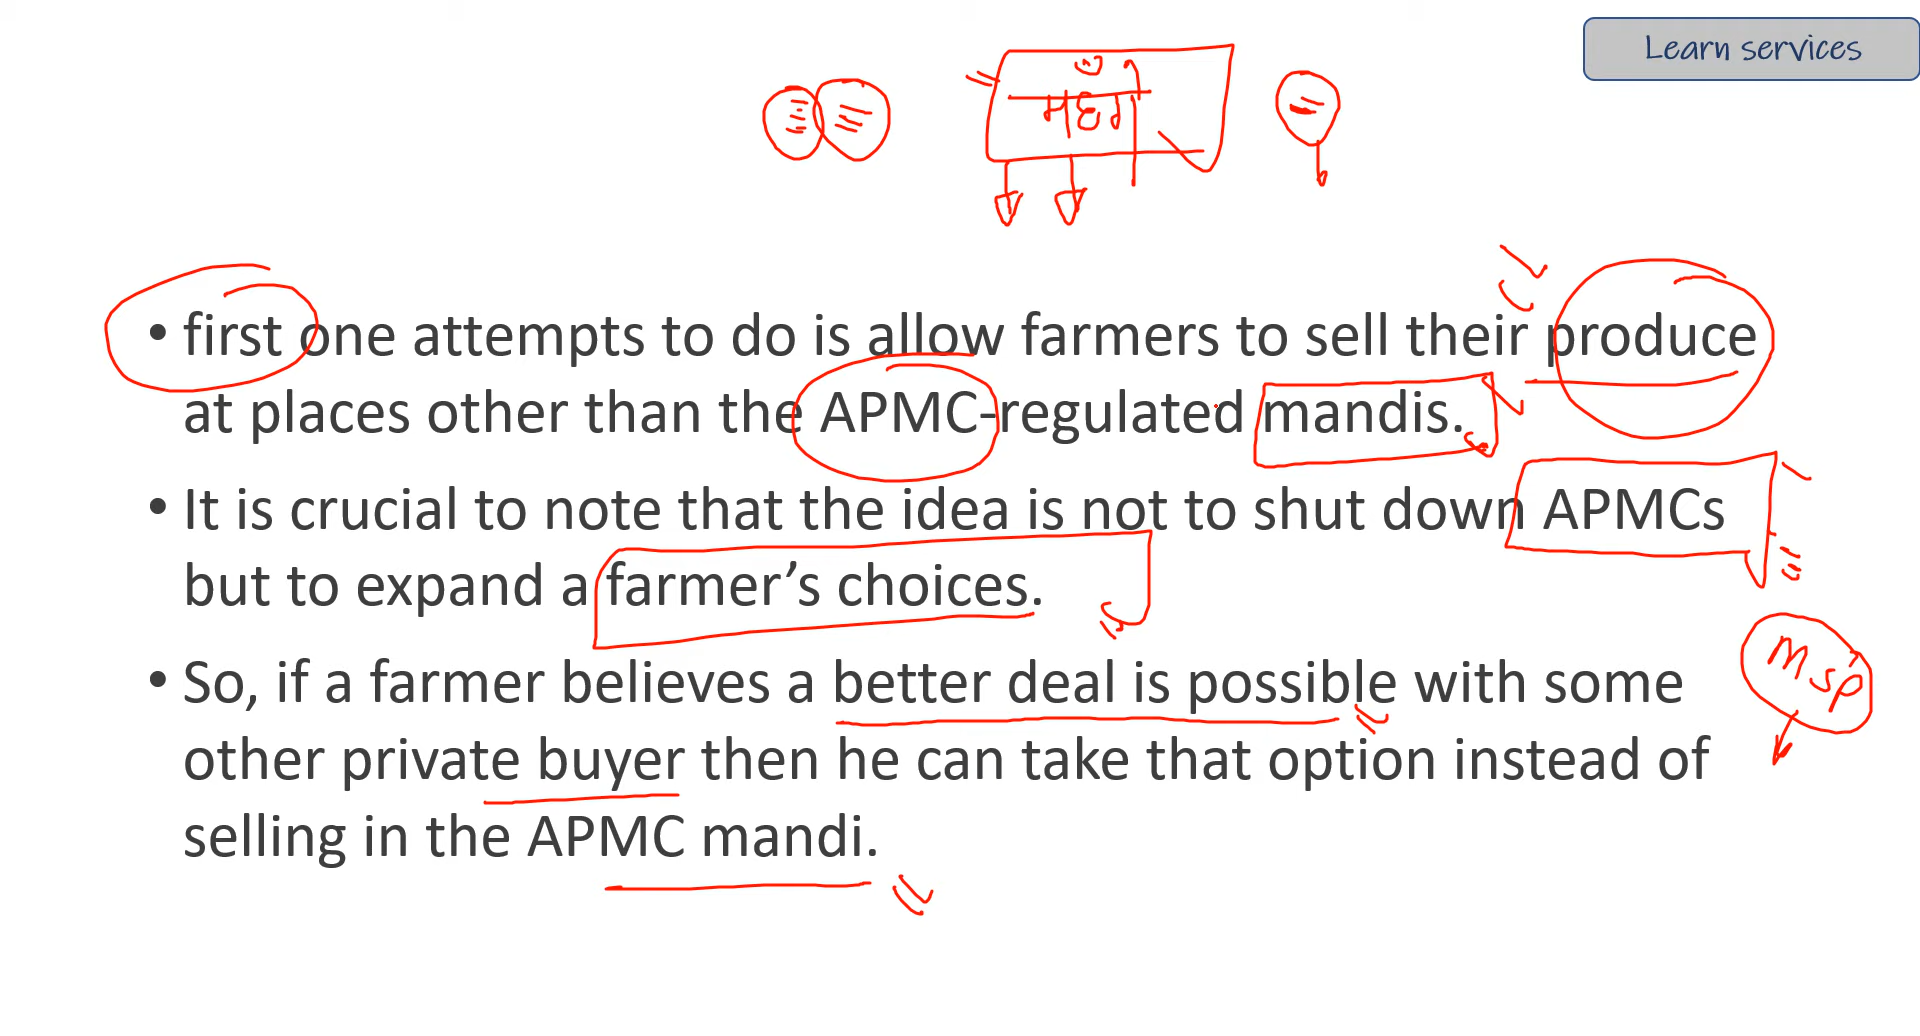 Learn services
• first one attempts to do is allow farmers to sell their produce
at places other than the APMC-regulated mandis.
• It is crucial to note that the idea is not to shut down APMCs
but to expand a farmer’s choices.
MSP
• So, if a farmer believes a better deal is possible with some
other private buyer then he can take that option instead of
selling in the APMC mandi.